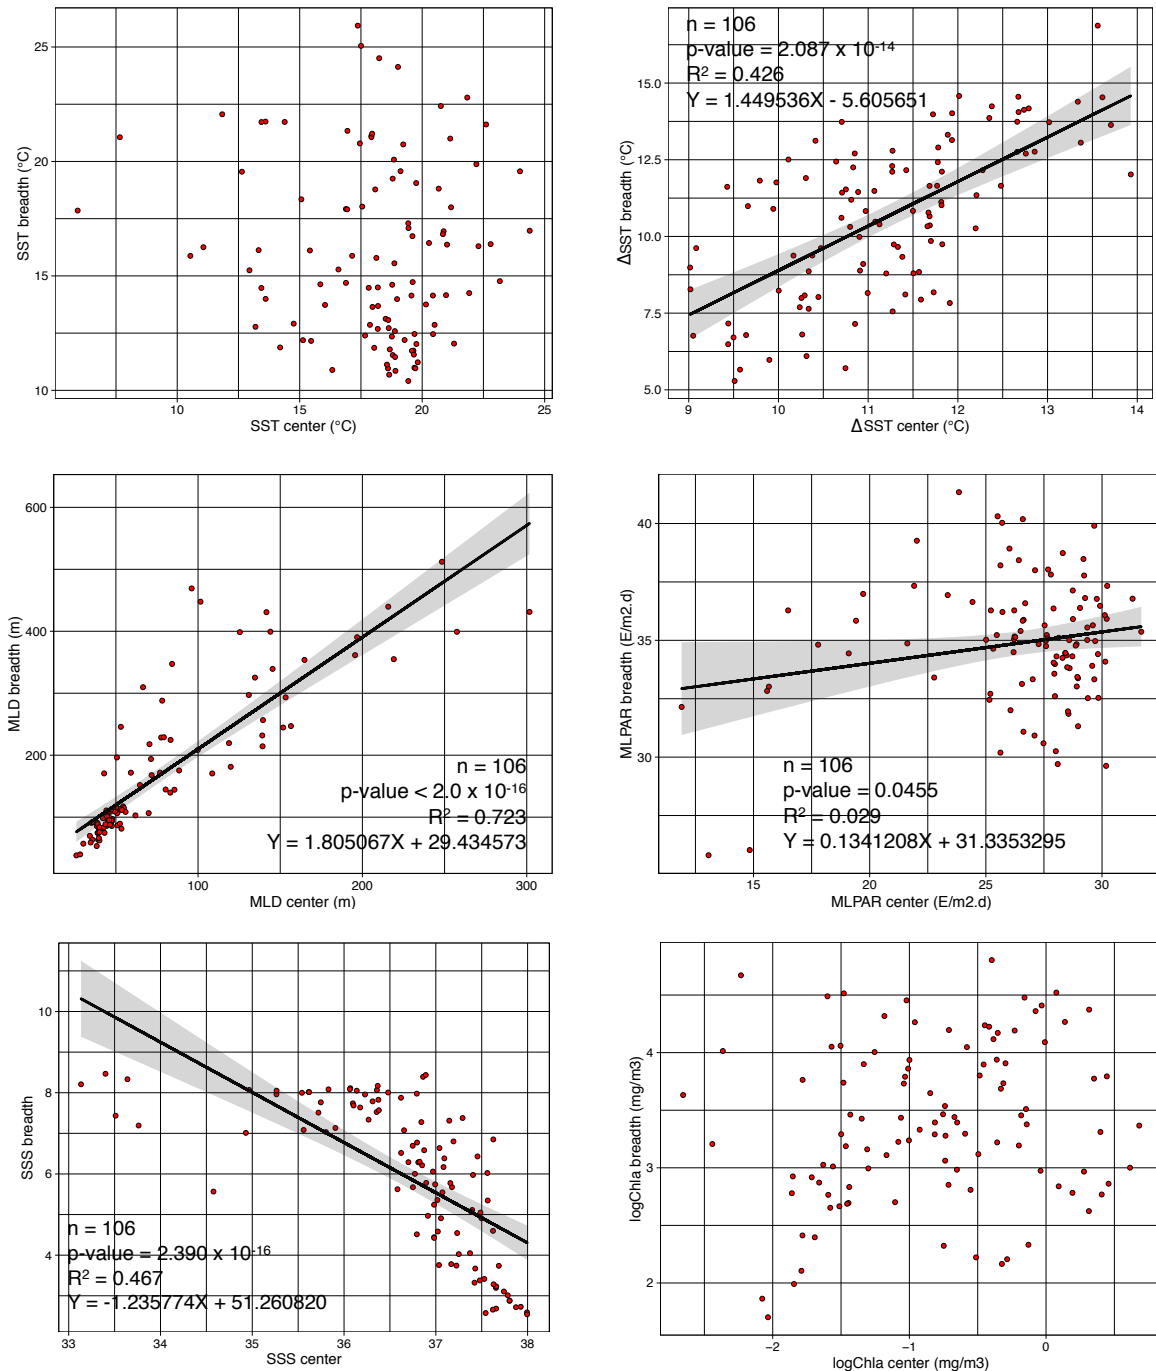 25
20
15
10
SST breadth (°C)
10
15
20
25
SST center (°C)
n = 106
p-value = 2.087 x 10-14
R2 = 0.426
Y = 1.449536X - 5.605651
15.0
12.5
10.0
7.5
5.0
ΔSST breadth (°C)
9
10
11
12
13
14
ΔSST center (°C)
600
400
200
MLD breadth (m)
n = 106
p-value < 2.0 x 10-16
R2 = 0.723
Y = 1.805067X + 29.434573
100
200
300
MLD center (m)
40
35
30
MLPAR breadth (E/m2.d)
n = 106
p-value = 0.0455
R2 = 0.029
Y = 0.1341208X + 31.3353295
15
20
25
30
MLPAR center (E/m2.d)
10
8
6
4
SSS breadth
n = 106
p-value = 2.390 x 10-16
R2 = 0.467
Y = -1.235774X + 51.260820
33
34
35
36
37
38
SSS center
4
3
2
logChla breadth (mg/m3)
−2
−1
0
logChla center (mg/m3)